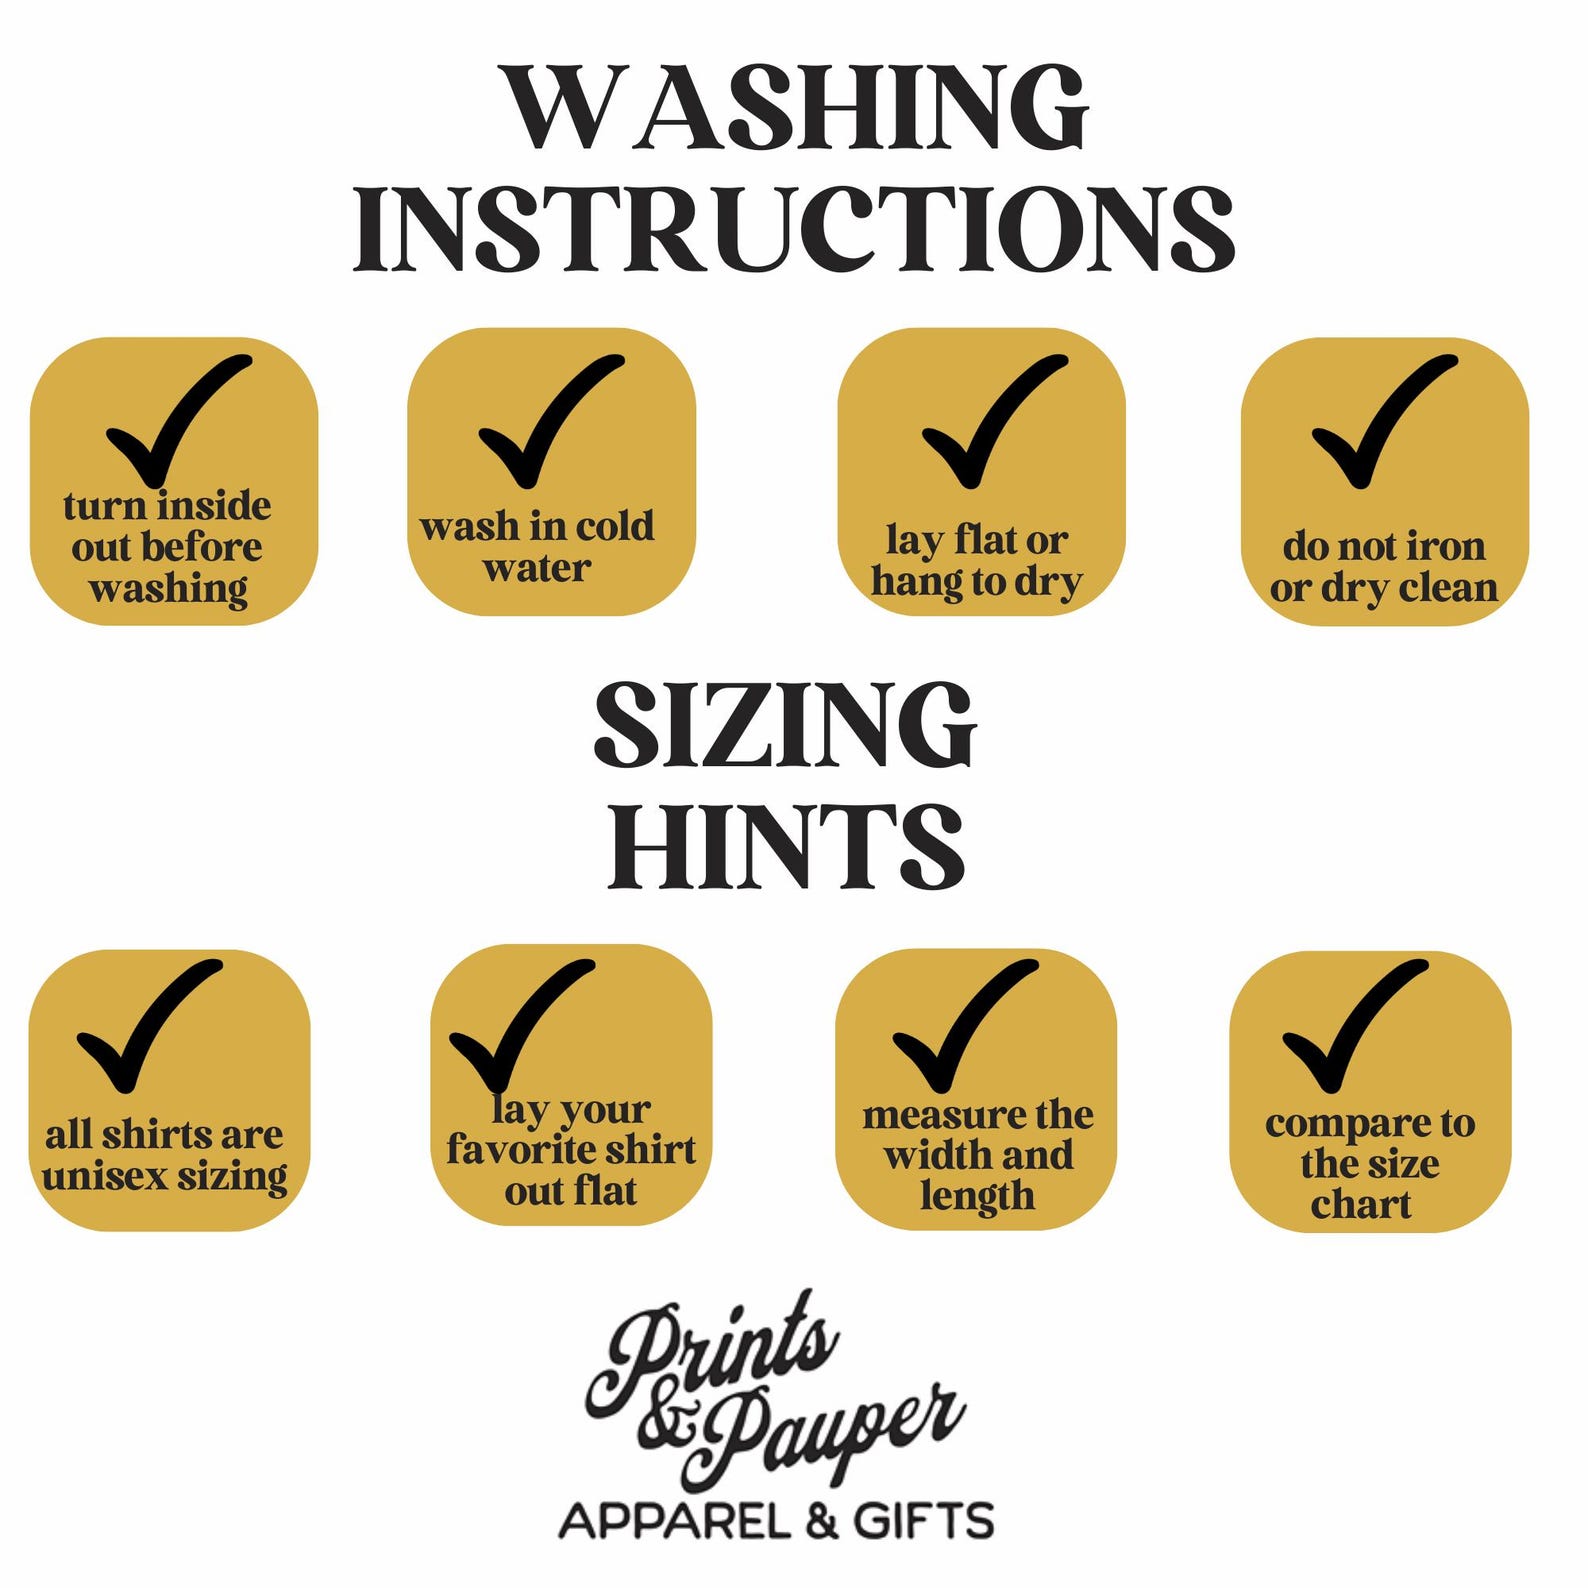 WASHING
INSTRUCTIONS
turn inside
out before
washing
wash in cold
water
lay flat or
hang to dry
do not iron
or dry clean
SIZING
HINTS
all shirts are
unisex sizing
lay your
favorite shirt
out flat
measure the
width and
length
compare to
the size
chart
Prints
& Pauper
APPAREL & GIFTS